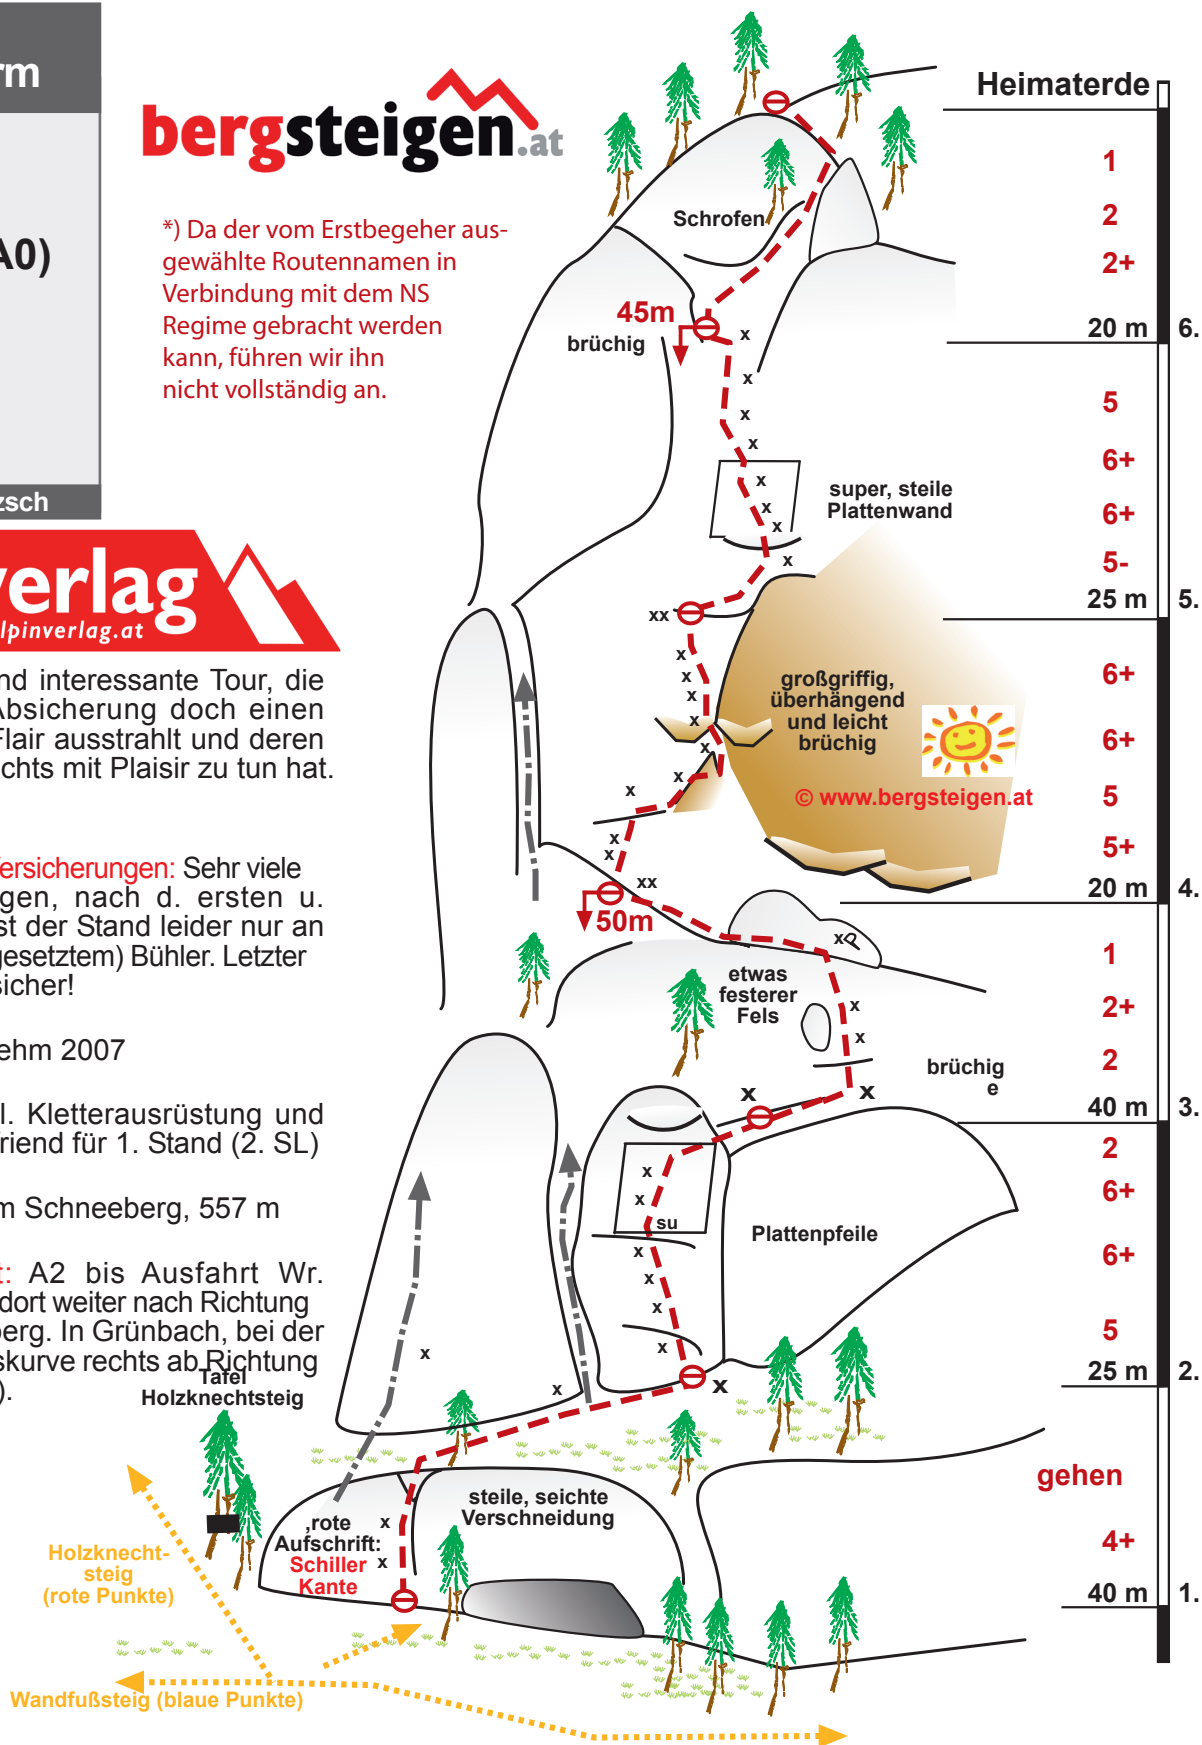 rm
A0)
zsch
bergsteigen.at
*) Da der vom Erstbegeher aus-
gewählte Routennamen in
Verbindung mit dem NS
Regime gebracht werden
kann, führen wir ihn
nicht vollständig an.
verlag
lpinverlag.at
nd interessante Tour, die
Absicherung doch einen
Flair ausstrahlt und deren
chts mit Plaisir zu tun hat.
Versicherungen: Sehr viele
gen, nach d. ersten u.
st der Stand leider nur an
gesetztem) Bühler. Letzter
sicher!
ehm 2007
l. Kletterausrüstung und
riend für 1. Stand (2. SL)
m Schneeberg, 557 m
t: A2 bis Ausfahrt Wr.
dort weiter nach Richtung
berg. In Grünbach, bei der
skurve rechts ab Richtung
).
Tafel
Holzknechtsteig
Holzknecht-
steig
(rote Punkte)
Wandfußsteig (blaue Punkte)
Schrofen
45m
brüchig
x
x
x
x
x
x
x
x
super, steile
Plattenwand
xx
x
x
x
x
x
x
x
x
x
großgriffig,
überhängend
und leicht
brüchig
© www.bergsteigen.at
xx
50m
x
etwas
festerer
Fels
x
x
brüchig
e
x
x
x
x
su
x
x
x
x
x
Plattenpfeile
x
x
steile, seichte
Verschneidung
,rote
Aufschrift:
Schiller
Kante
x
x
Heimaterde
1
2
2+
20 m 6.
5
6+
6+
5-
25 m 5.
6+
6+
5
5+
20 m 4.
1
2+
2
40 m 3.
2
6+
6+
5
25 m 2.
gehen
4+
40 m 1.